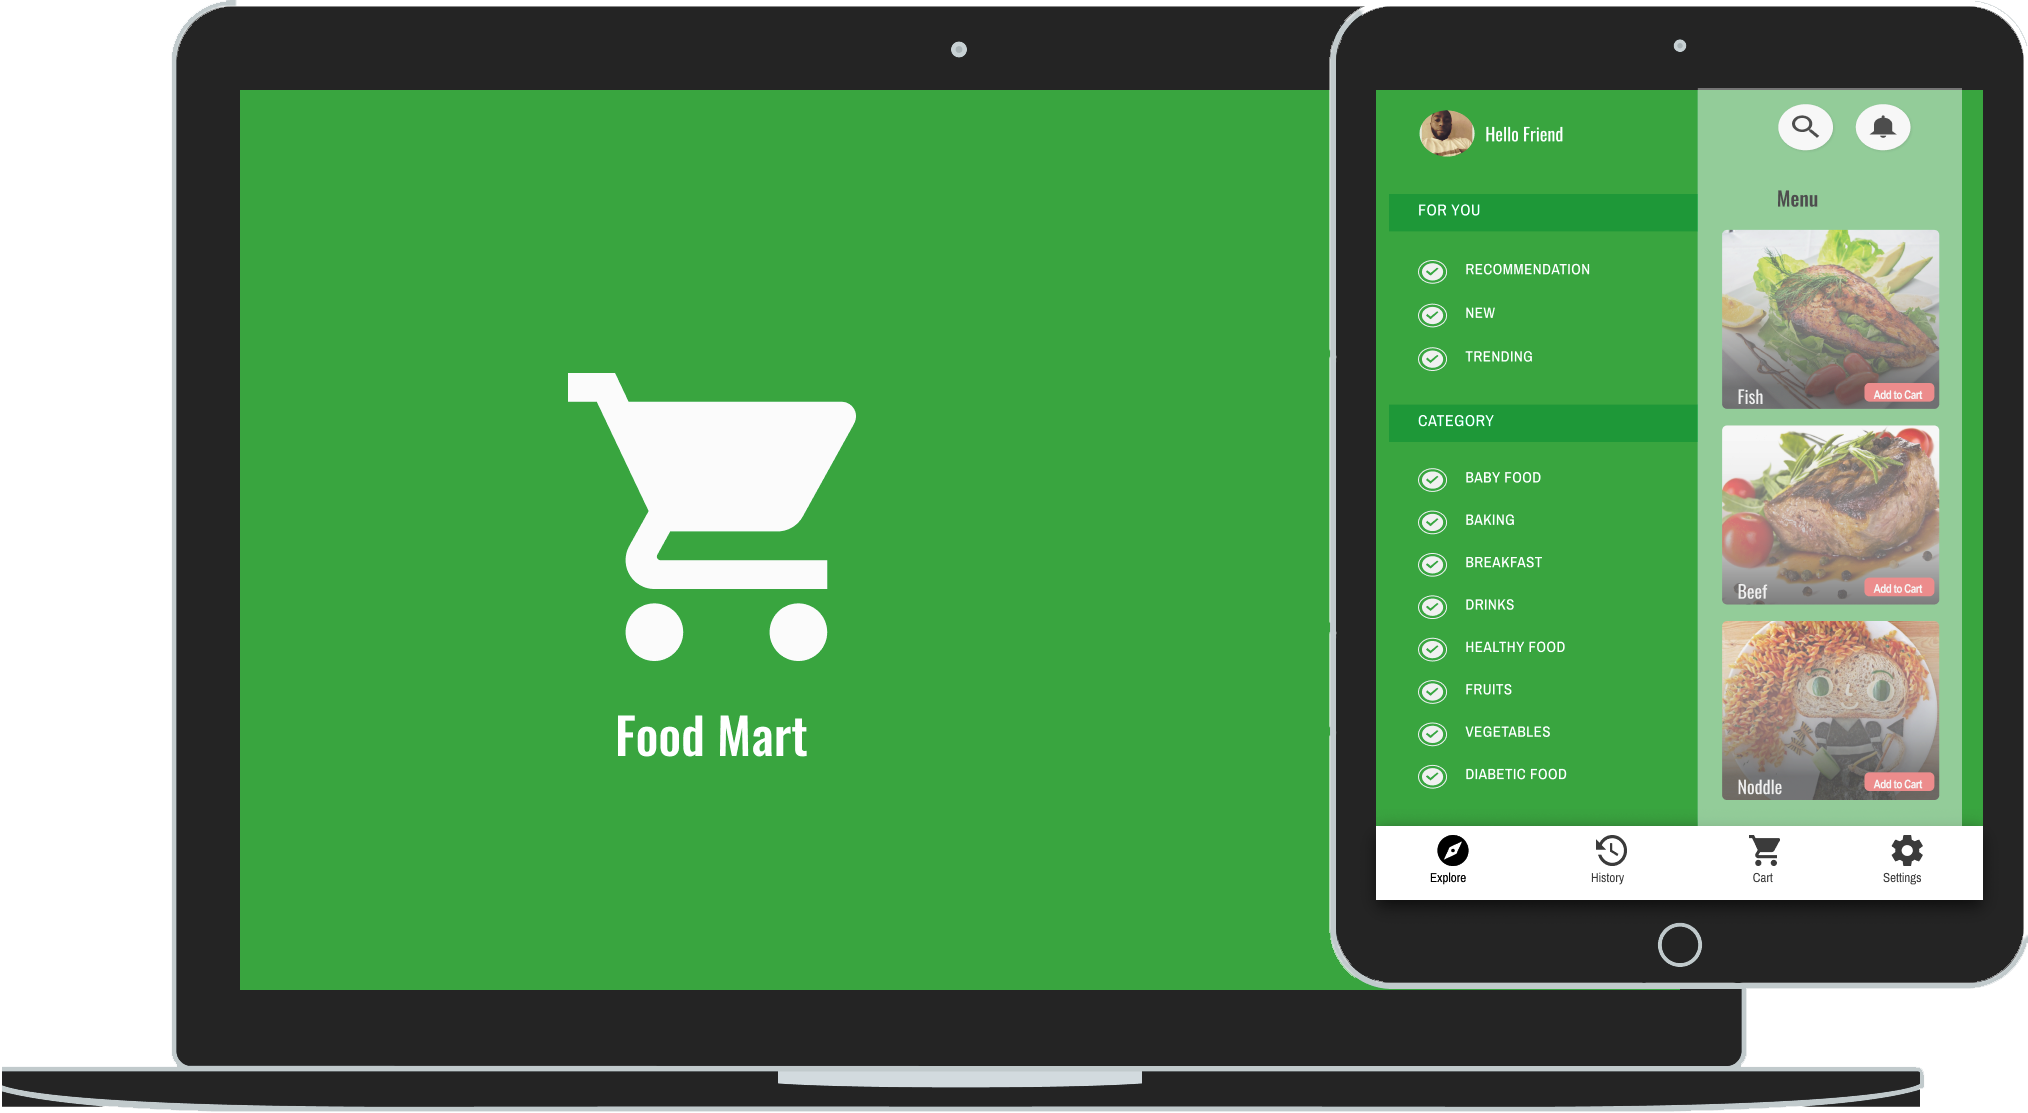 Food Mart
Hello Friend
FOR YOU
RECOMMENDATION
NEW
TRENDING
CATEGORY
BABY FOOD
BAKING
BREAKFAST
DRINKS
HEALTHY FOOD
FRUITS
VEGETABLES
DIABETIC FOOD
Menu
Fish
Add to Cart
Beef
Add to Cart
Noddle
Add to Cart
Explore
History
Cart
Settings